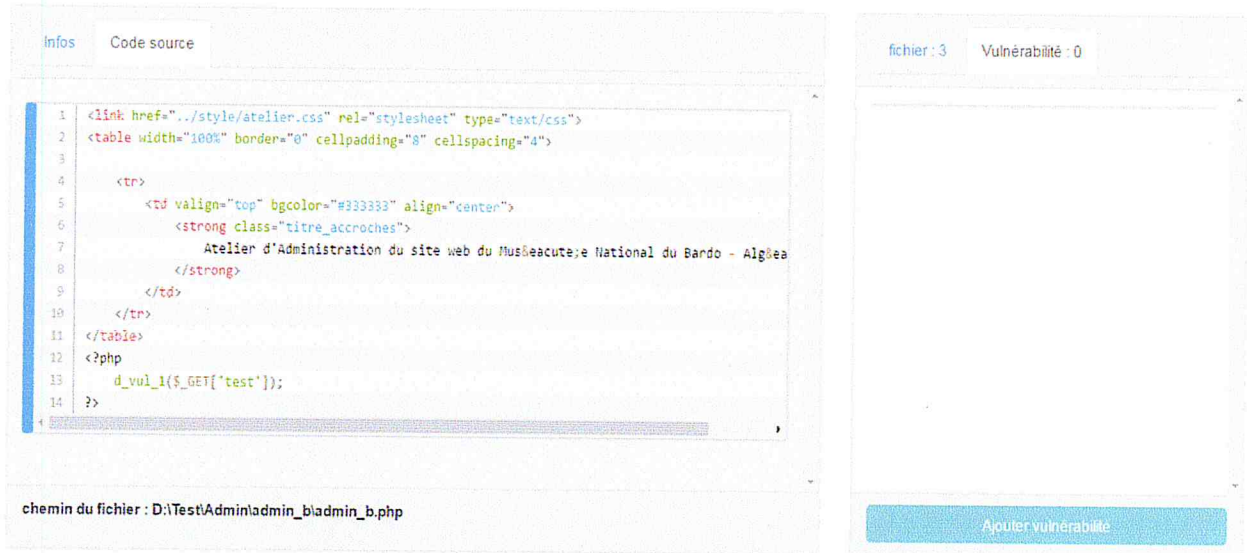 Infos Code source
1 <link href="../style/atelier.css" rel="stylesheet" type="text/css">
2 <table width="100%" border="0" cellpadding="8" cellspacing="4">
3
4 <tr>
5 <td valign="top" bgcolor="#333333" align="center">
6 <strong class="titre_accroches">
7 Atelier d'Administration du site web du Mus&eacute;e National du Bardo - Alg&ea
8 </strong>
9 </td>
10 </tr>
11 </table>
12 <?php
13 d_vul_1($_GET['test']);
14 ?>
chemin du fichier : D:\Test\Admin\admin_b\admin_b.php
fichier : 3 Vulnérabilité : 0
Ajouter vulnérabilité